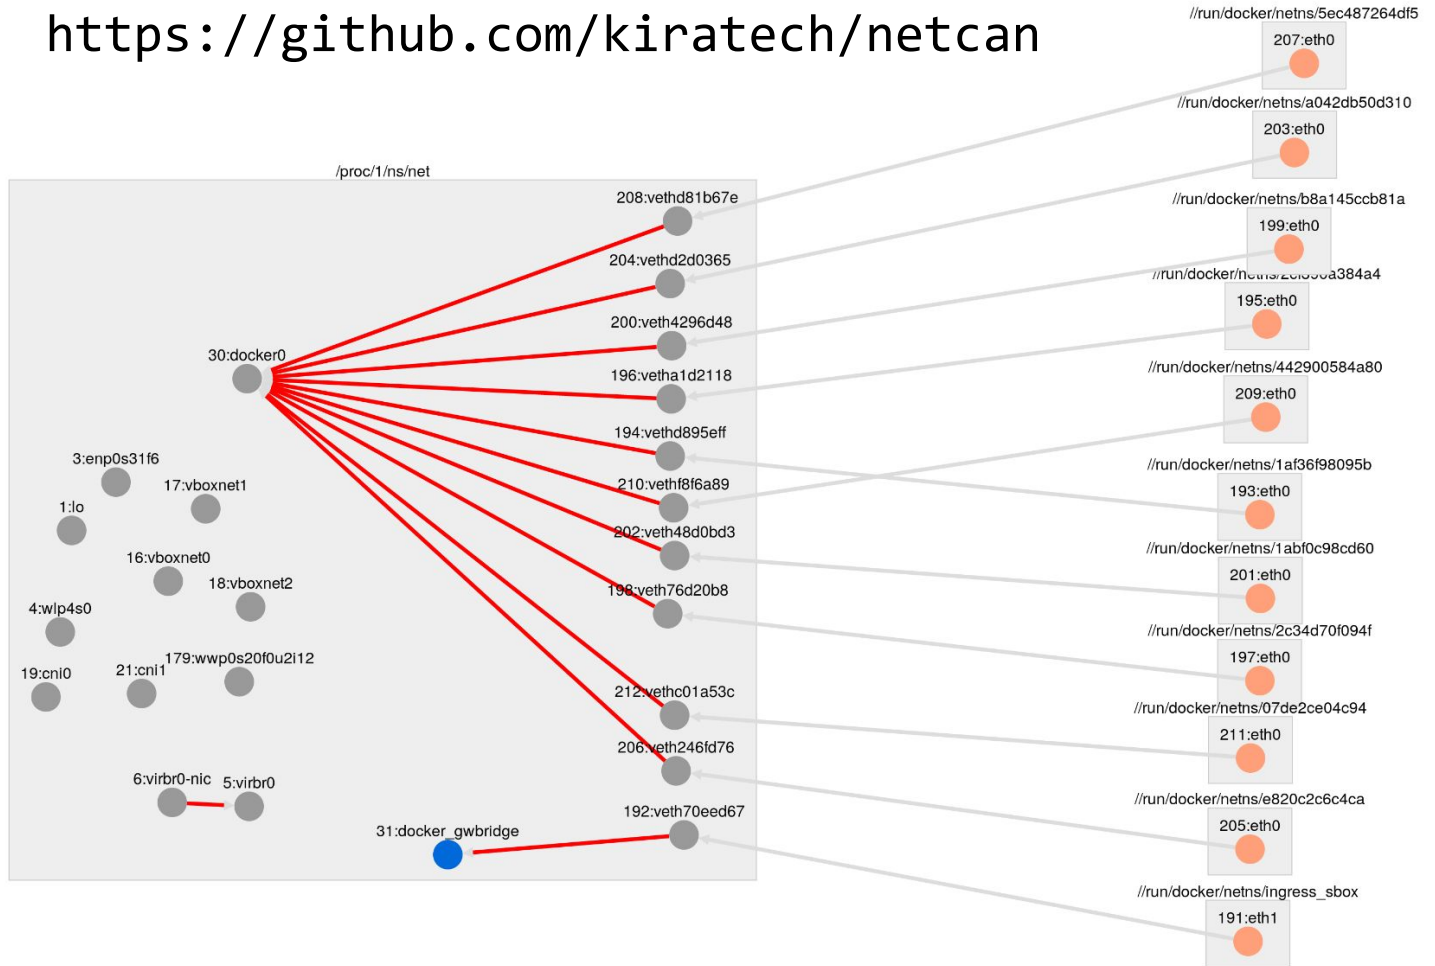 https://github.com/kiratech/netcan
//run/docker/netns/5ec487264df5
207:eth0
//run/docker/netns/a042db50d310
203:eth0
/proc/1/ns/net
208:vethd81b67e
//run/docker/netns/b8a145ccb81a
199:eth0
204:vethd2d0365
195:eth0
200:veth4296d48
30:docker0
196:vetha1d2118
//run/docker/netns/442900584a80
209:eth0
194:vethd895eff
3:enp0s31f6
17:vboxnet1
210:vethf8f6a89
//run/docker/netns/1af36f98095b
193:eth0
1:lo
202:veth48d0bd3
//run/docker/netns/1abf0c98cd60
201:eth0
16:vboxnet0
18:vboxnet2
198:veth76d20b8
4:wlp4s0
//run/docker/netns/2c34d70f094f
197:eth0
19:cni0
21:cni1
179:wwp0s20f0u2i12
212:vethc01a53c
//run/docker/netns/07de2ce04c94
211:eth0
206:veth246fd76
6:virbr0-nic
5:virbr0
//run/docker/netns/e820c2c6c4ca
205:eth0
31:docker_gwbridge
192:veth70eed67
//run/docker/netns/ingress_sbox
191:eth1